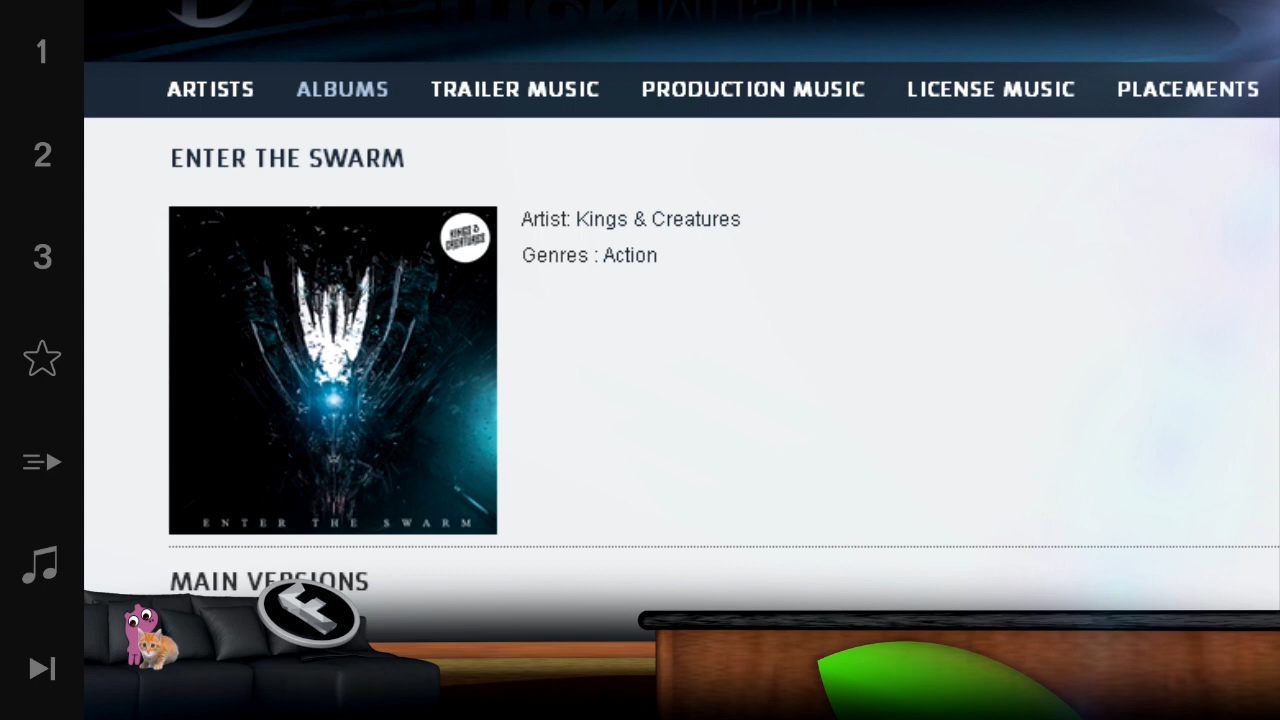 1
2
3
MUSIC
ARTISTS ALBUMS TRAILER MUSIC PRODUCTION MUSIC LICENSE MUSIC PLACEMENTS
ENTER THE SWARM
KINGS &
CREATURES
Artist: Kings & Creatures
Genres : Action
ENTER THE SWARM
MAIN VERSIONS
F